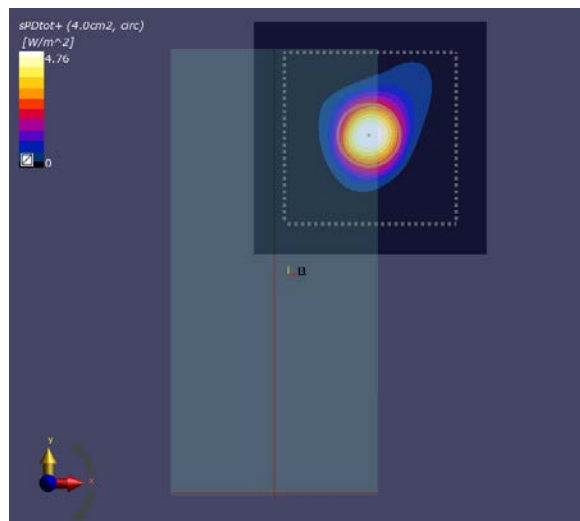 sPDtot+ (4.0cm2, circ)
[W/m^2]
4.76
0
y
x